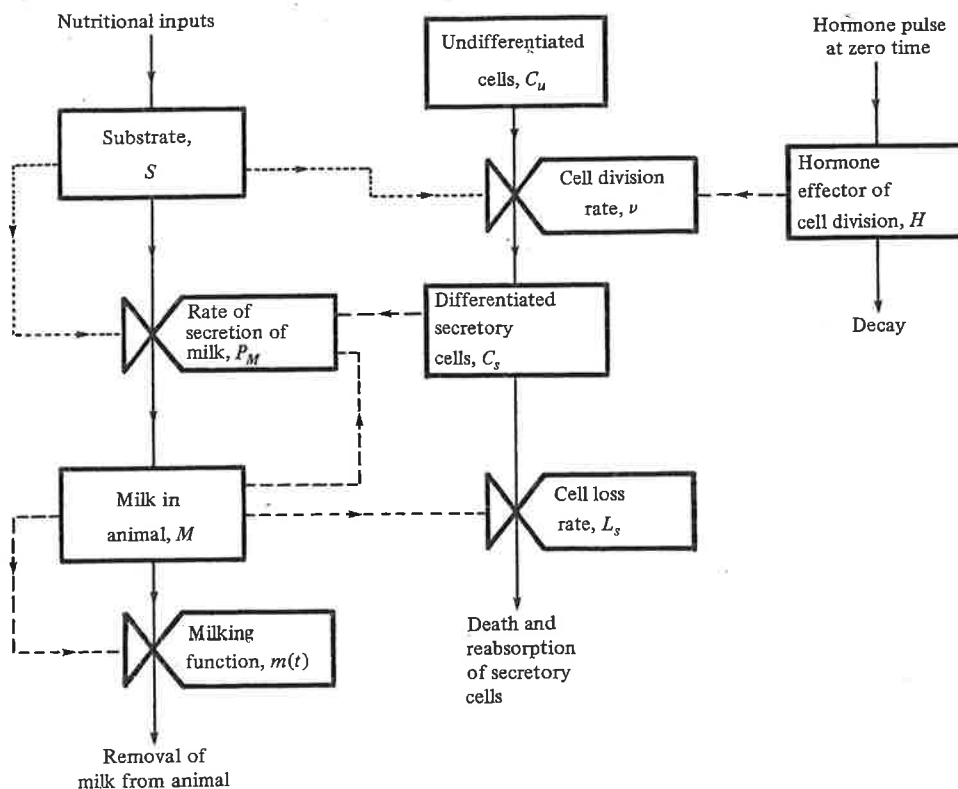 Nutritional inputs
Undifferentiated
cells, C_u
Hormone pulse
at zero time
Substrate,
S
Cell division
rate, ν
Hormone
effector of
cell division, H
Rate of
secretion of
milk, P_M
Differentiated
secretory
cells, C_s
Decay
Milk in
animal, M
Cell loss
rate, L_s
Milking
function, m(t)
Death and
reabsorption
of secretory
cells
Removal of
milk from animal